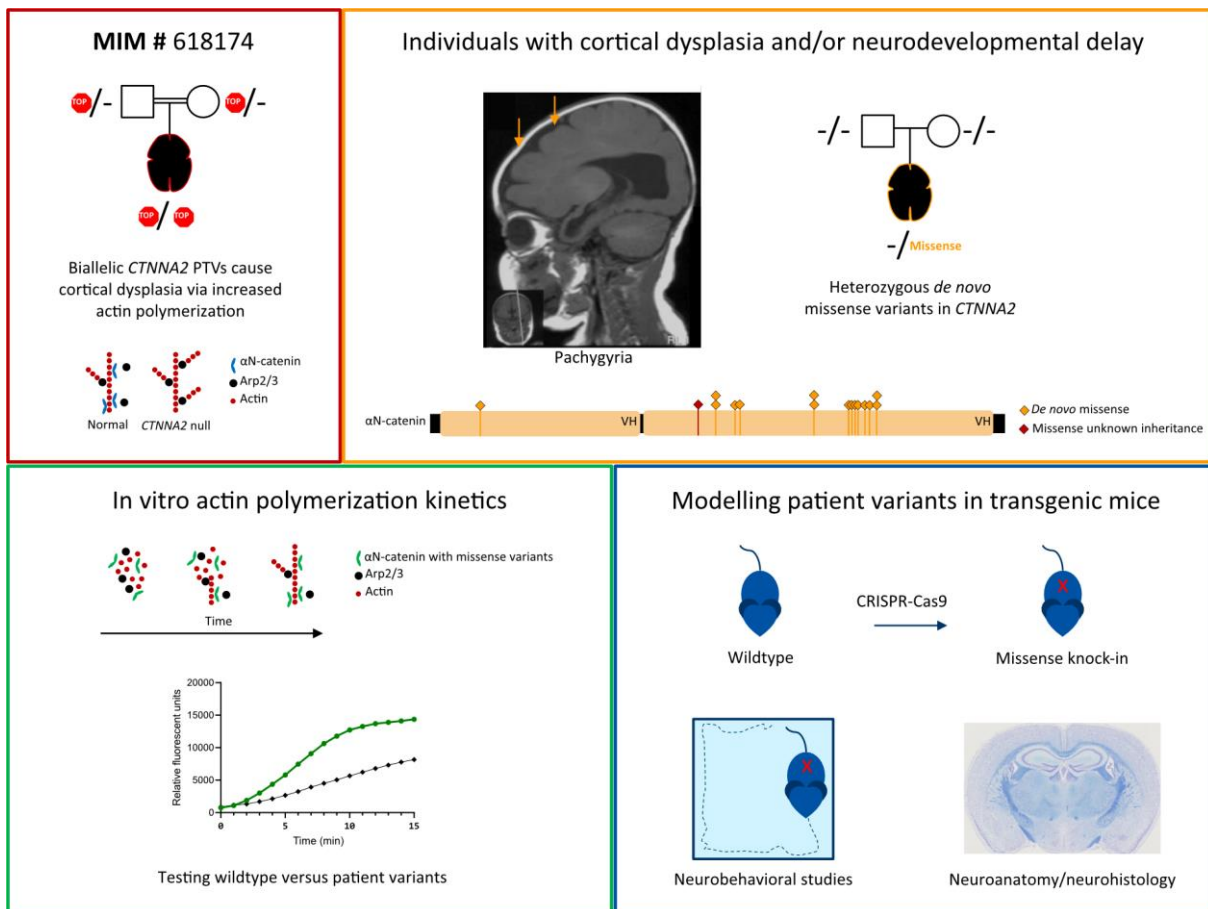 MIM # 618174
TOP/-
TOP/-
TOP/TOP
Biallelic CTNNA2 PTVs cause
cortical dysplasia via increased
actin polymerization
αN-catenin
Arp2/3
Actin
Normal
CTNNA2 null
Individuals with cortical dysplasia and/or neurodevelopmental delay
-/-
-/-
-/Missense
Pachygyria
Heterozygous de novo
missense variants in CTNNA2
αN-catenin
VH
VH
De novo missense
Missense unknown inheritance
In vitro actin polymerization kinetics
αN-catenin with missense variants
Arp2/3
Actin
Time
Relative fluorescent units
20000
15000
10000
5000
0
0
5
10
15
Time (min)
Testing wildtype versus patient variants
Modelling patient variants in transgenic mice
CRISPR-Cas9
X
Wildtype
Missense knock-in
X
Neurobehavioral studies
Neuroanatomy/neurohistology